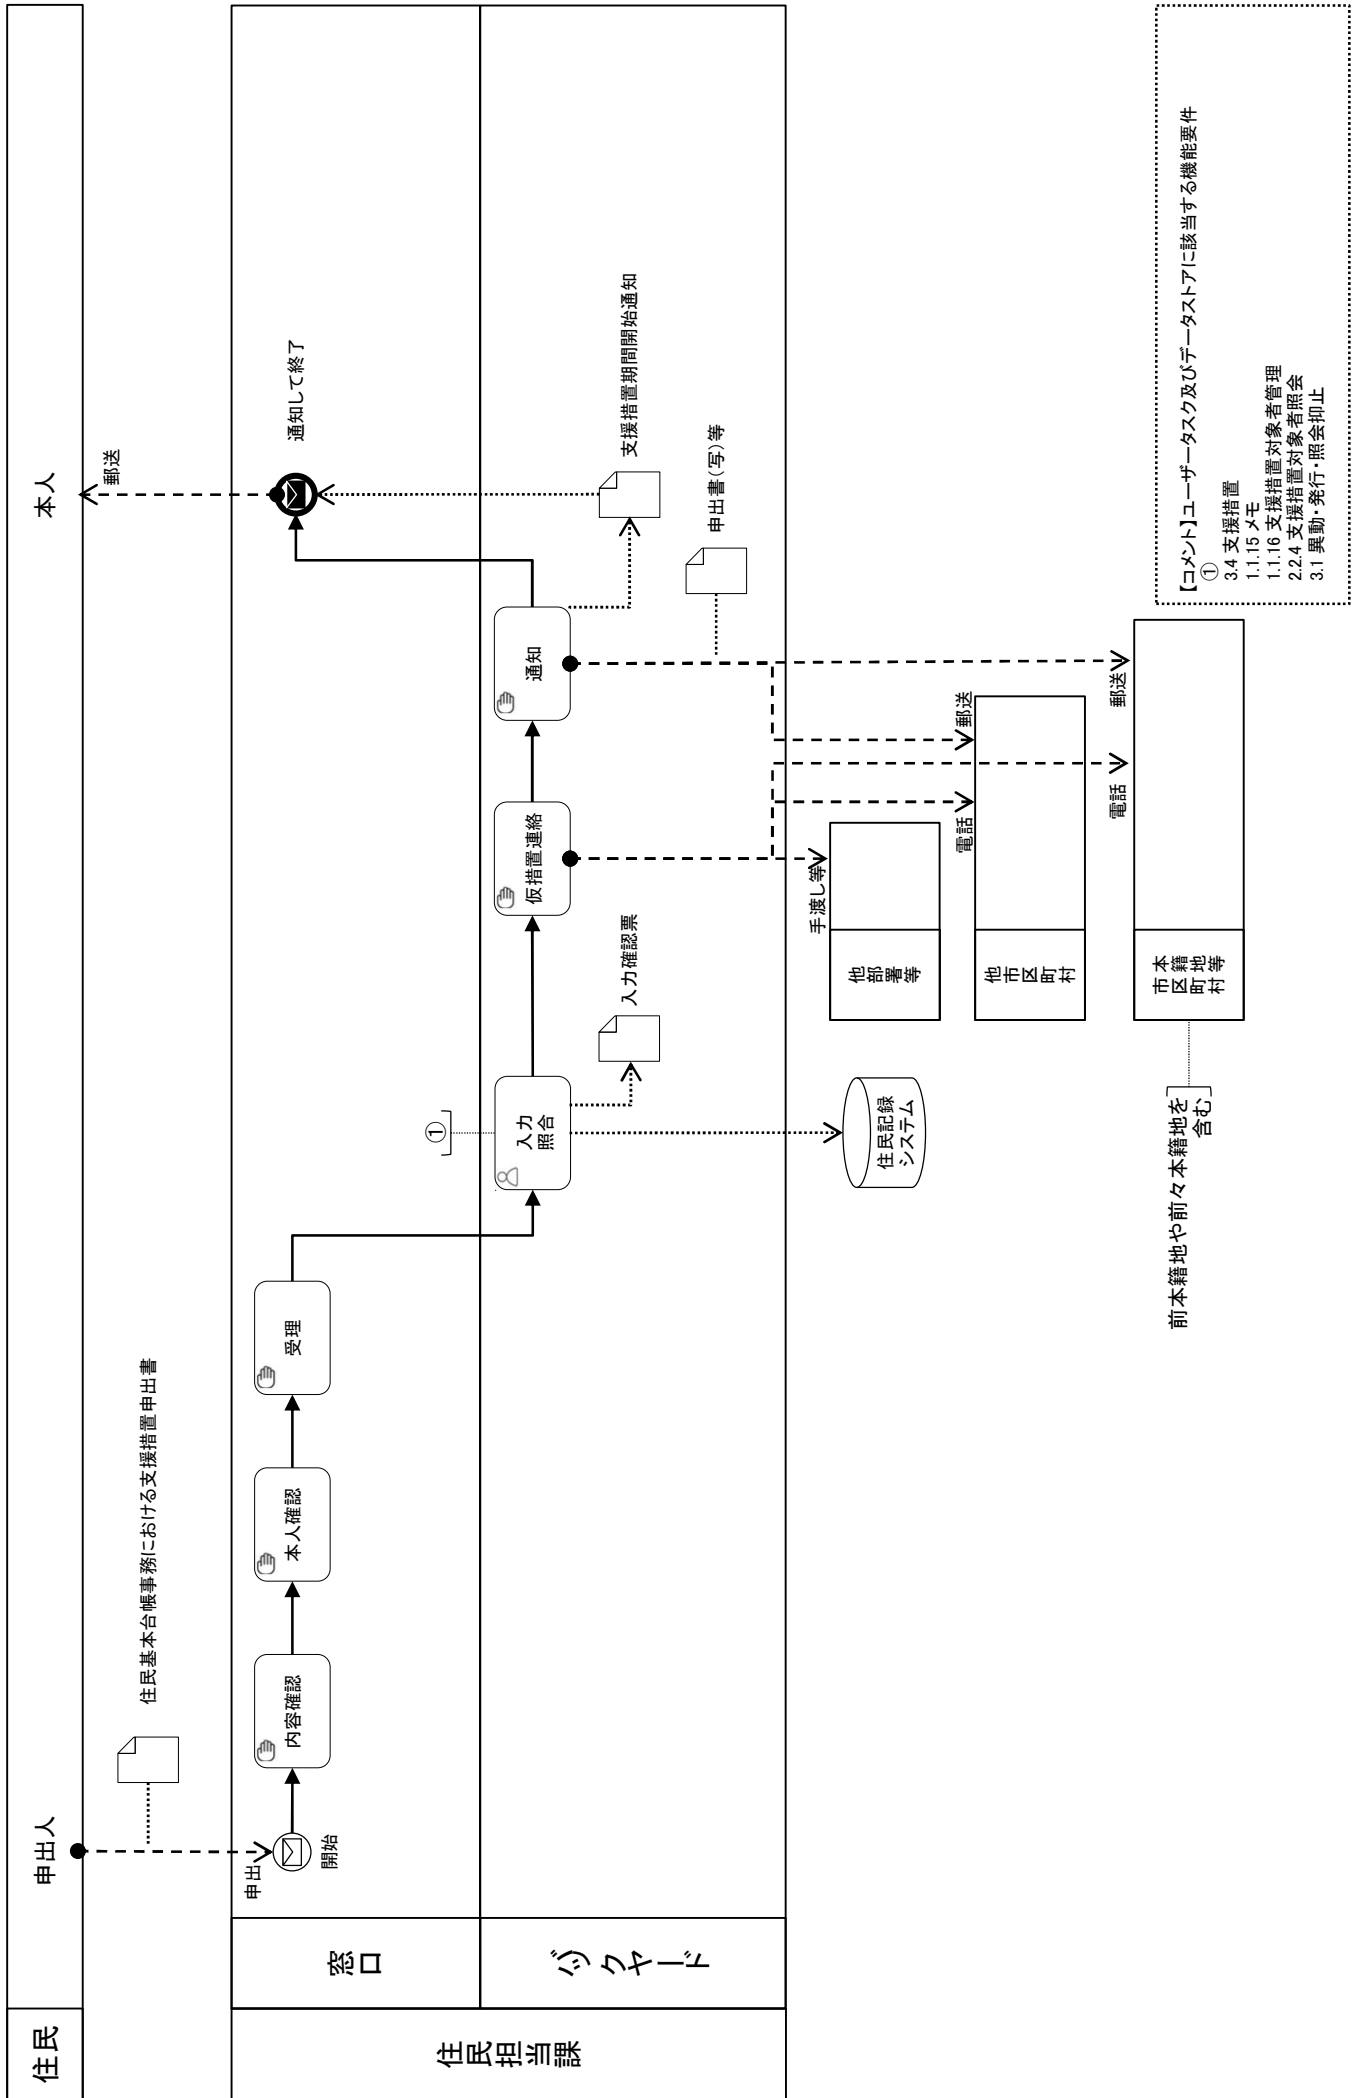 住民
申出人
本人
住民基本台帳事務における支援措置申出書
郵送
住民担当課
窓口
申出
開始
内容確認
本人確認
受理
通知して終了
バックヤード
①
入力
照合
仮措置連絡
通知
入力確認票
支援措置期間開始通知
申出書(写)等
住民記録
システム
手渡し等
他部署等
電話
郵送
他市区町村
電話
郵送
本籍地等
市区町村
前本籍地や前々本籍地を
含む
【コメント】ユーザータスク及びデータストアに該当する機能要件
①
3.4 支援措置
1.1.15 メモ
1.1.16 支援措置対象者管理
2.2.4 支援措置対象者照会
3.1 異動・発行・照会抑止